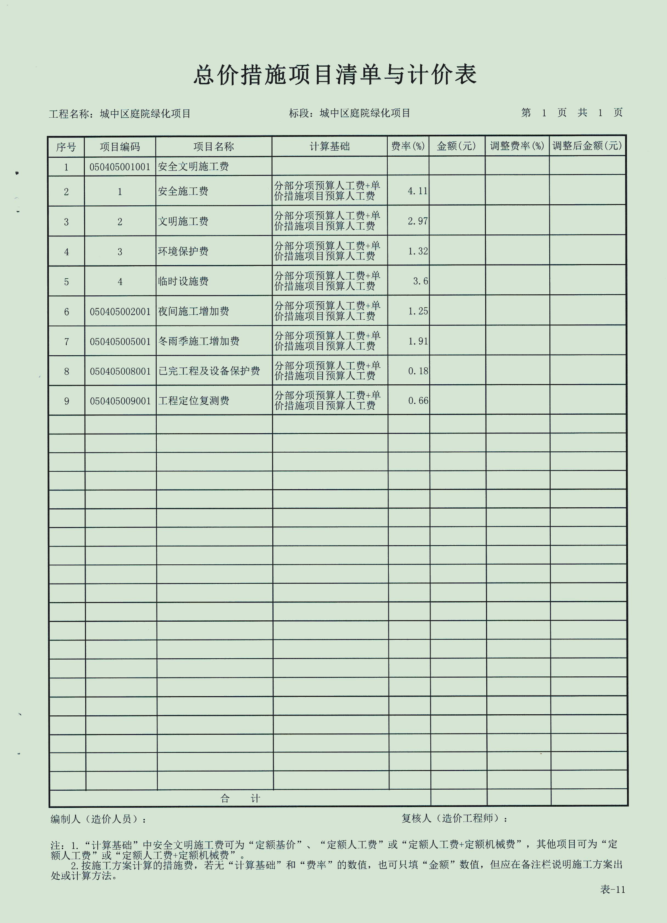 总价措施项目清单与计价表
工程名称：城中区庭院绿化项目 标段：城中区庭院绿化项目 第 1 页 共 1 页
序号 项目编码 项目名称 计算基础 费率(%) 金额(元) 调整费率(%) 调整后金额(元)
1 050405001001 安全文明施工费
2 1 安全施工费 分部分项预算人工费+单 4.11
价措施项目预算人工费
3 2 文明施工费 分部分项预算人工费+单 2.97
价措施项目预算人工费
4 3 环境保护费 分部分项预算人工费+单 1.32
价措施项目预算人工费
5 4 临时设施费 分部分项预算人工费+单 3.6
价措施项目预算人工费
6 050405002001 夜间施工增加费 分部分项预算人工费+单 1.25
价措施项目预算人工费
7 050405005001 冬雨季施工增加费 分部分项预算人工费+单 1.91
价措施项目预算人工费
8 050405008001 已完工程及设备保护费 分部分项预算人工费+单 0.18
价措施项目预算人工费
9 050405009001 工程定位复测费 分部分项预算人工费+单 0.66
价措施项目预算人工费
合 计
编制人（造价人员）： 复核人（造价工程师）：
注：1.“计算基础”中安全文明施工费可为“定额基价”、“定额人工费”或“定额人工费+定额机械费”，其他项目可为“定
额人工费”或“定额人工费+定额机械费”。
2.按施工方案计算的措施费，若无“计算基础”和“费率”的数值，也可只填“金额”数值，但应在备注栏说明施工方案出
处或计算方法。
表-11